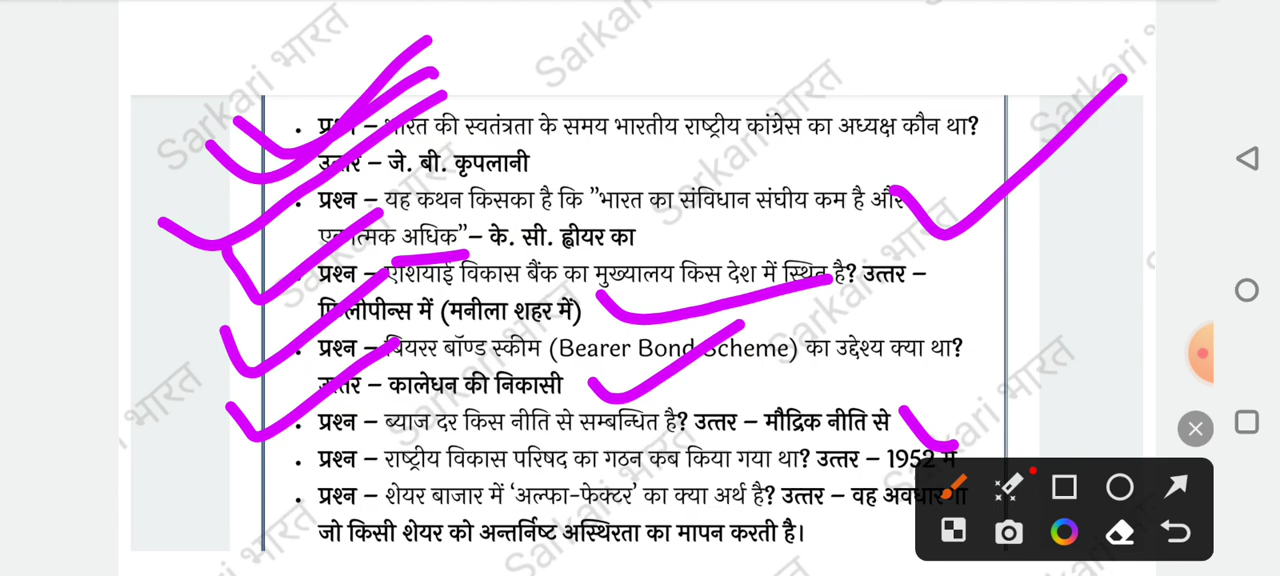 प्रश्न – भारत की स्वतंत्रता के समय भारतीय राष्ट्रीय कांग्रेस का अध्यक्ष कौन था?
उत्तर – जे. बी. कृपलानी
प्रश्न – यह कथन किसका है कि ”भारत का संविधान संघीय कम है और
एकात्मक अधिक”– के. सी. ह्वीयर का
प्रश्न – एशियाई विकास बैंक का मुख्यालय किस देश में स्थित है? उत्तर –
फिलीपीन्स में (मनीला शहर में)
प्रश्न – बियरर बॉण्ड स्कीम (Bearer Bond Scheme) का उद्देश्य क्या था?
उत्तर – कालेधन की निकासी
प्रश्न – ब्याज दर किस नीति से सम्बन्धित है? उत्तर – मौद्रिक नीति से
प्रश्न – राष्ट्रीय विकास परिषद का गठन कब किया गया था? उत्तर – 1952 में
प्रश्न – शेयर बाजार में ‘अल्फा-फेक्टर’ का क्या अर्थ है? उत्तर – वह अवधारणा
जो किसी शेयर को अन्तर्निष्ट अस्थिरता का मापन करती है।
Sarkari भारत